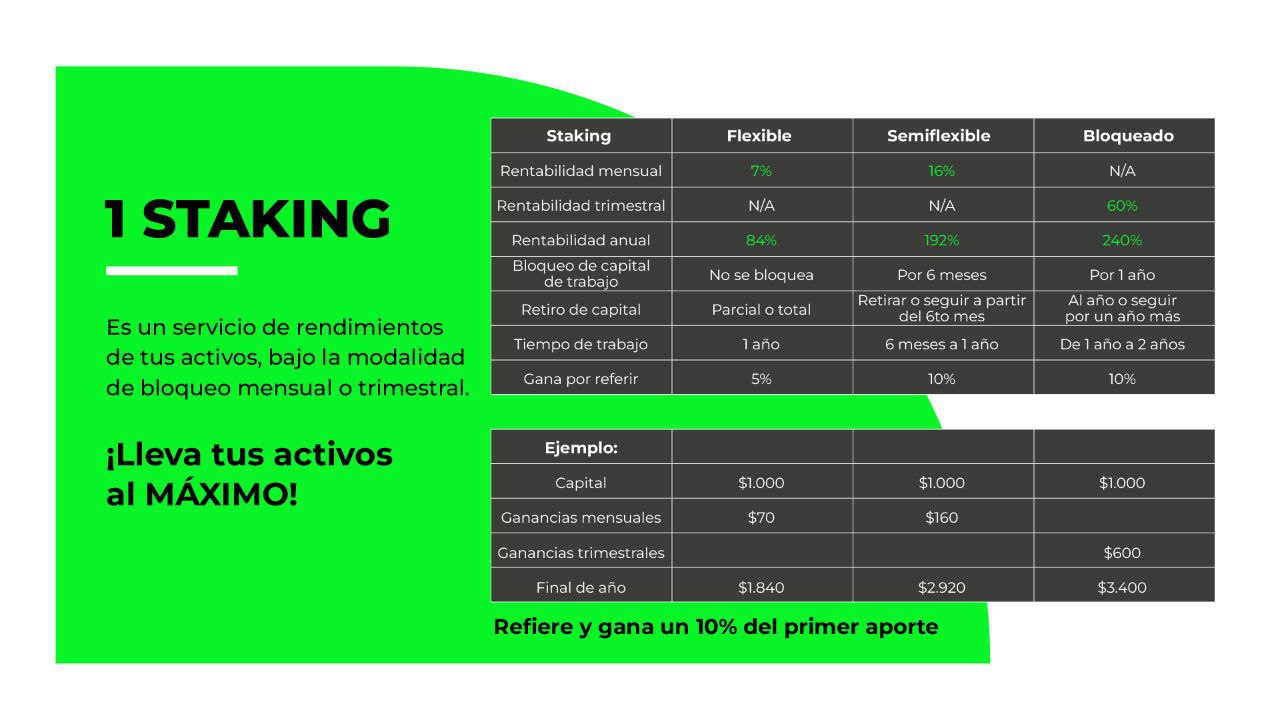 1 STAKING
Es un servicio de rendimientos
de tus activos, bajo la modalidad
de bloqueo mensual o trimestral.
¡Lleva tus activos
al MÁXIMO!
Staking Flexible Semiflexible Bloqueado
Rentabilidad mensual 7% 16% N/A
Rentabilidad trimestral N/A N/A 60%
Rentabilidad anual 84% 192% 240%
Bloqueo de capital
de trabajo No se bloquea Por 6 meses Por 1 año
Retiro de capital Parcial o total Retirar o seguir a partir
del 6to mes Al año o seguir
por un año más
Tiempo de trabajo 1 año 6 meses a 1 año De 1 año a 2 años
Gana por referir 5% 10% 10%
Ejemplo:
Capital $1.000 $1.000 $1.000
Ganancias mensuales $70 $160
Ganancias trimestrales $600
Final de año $1.840 $2.920 $3.400
Refiere y gana un 10% del primer aporte